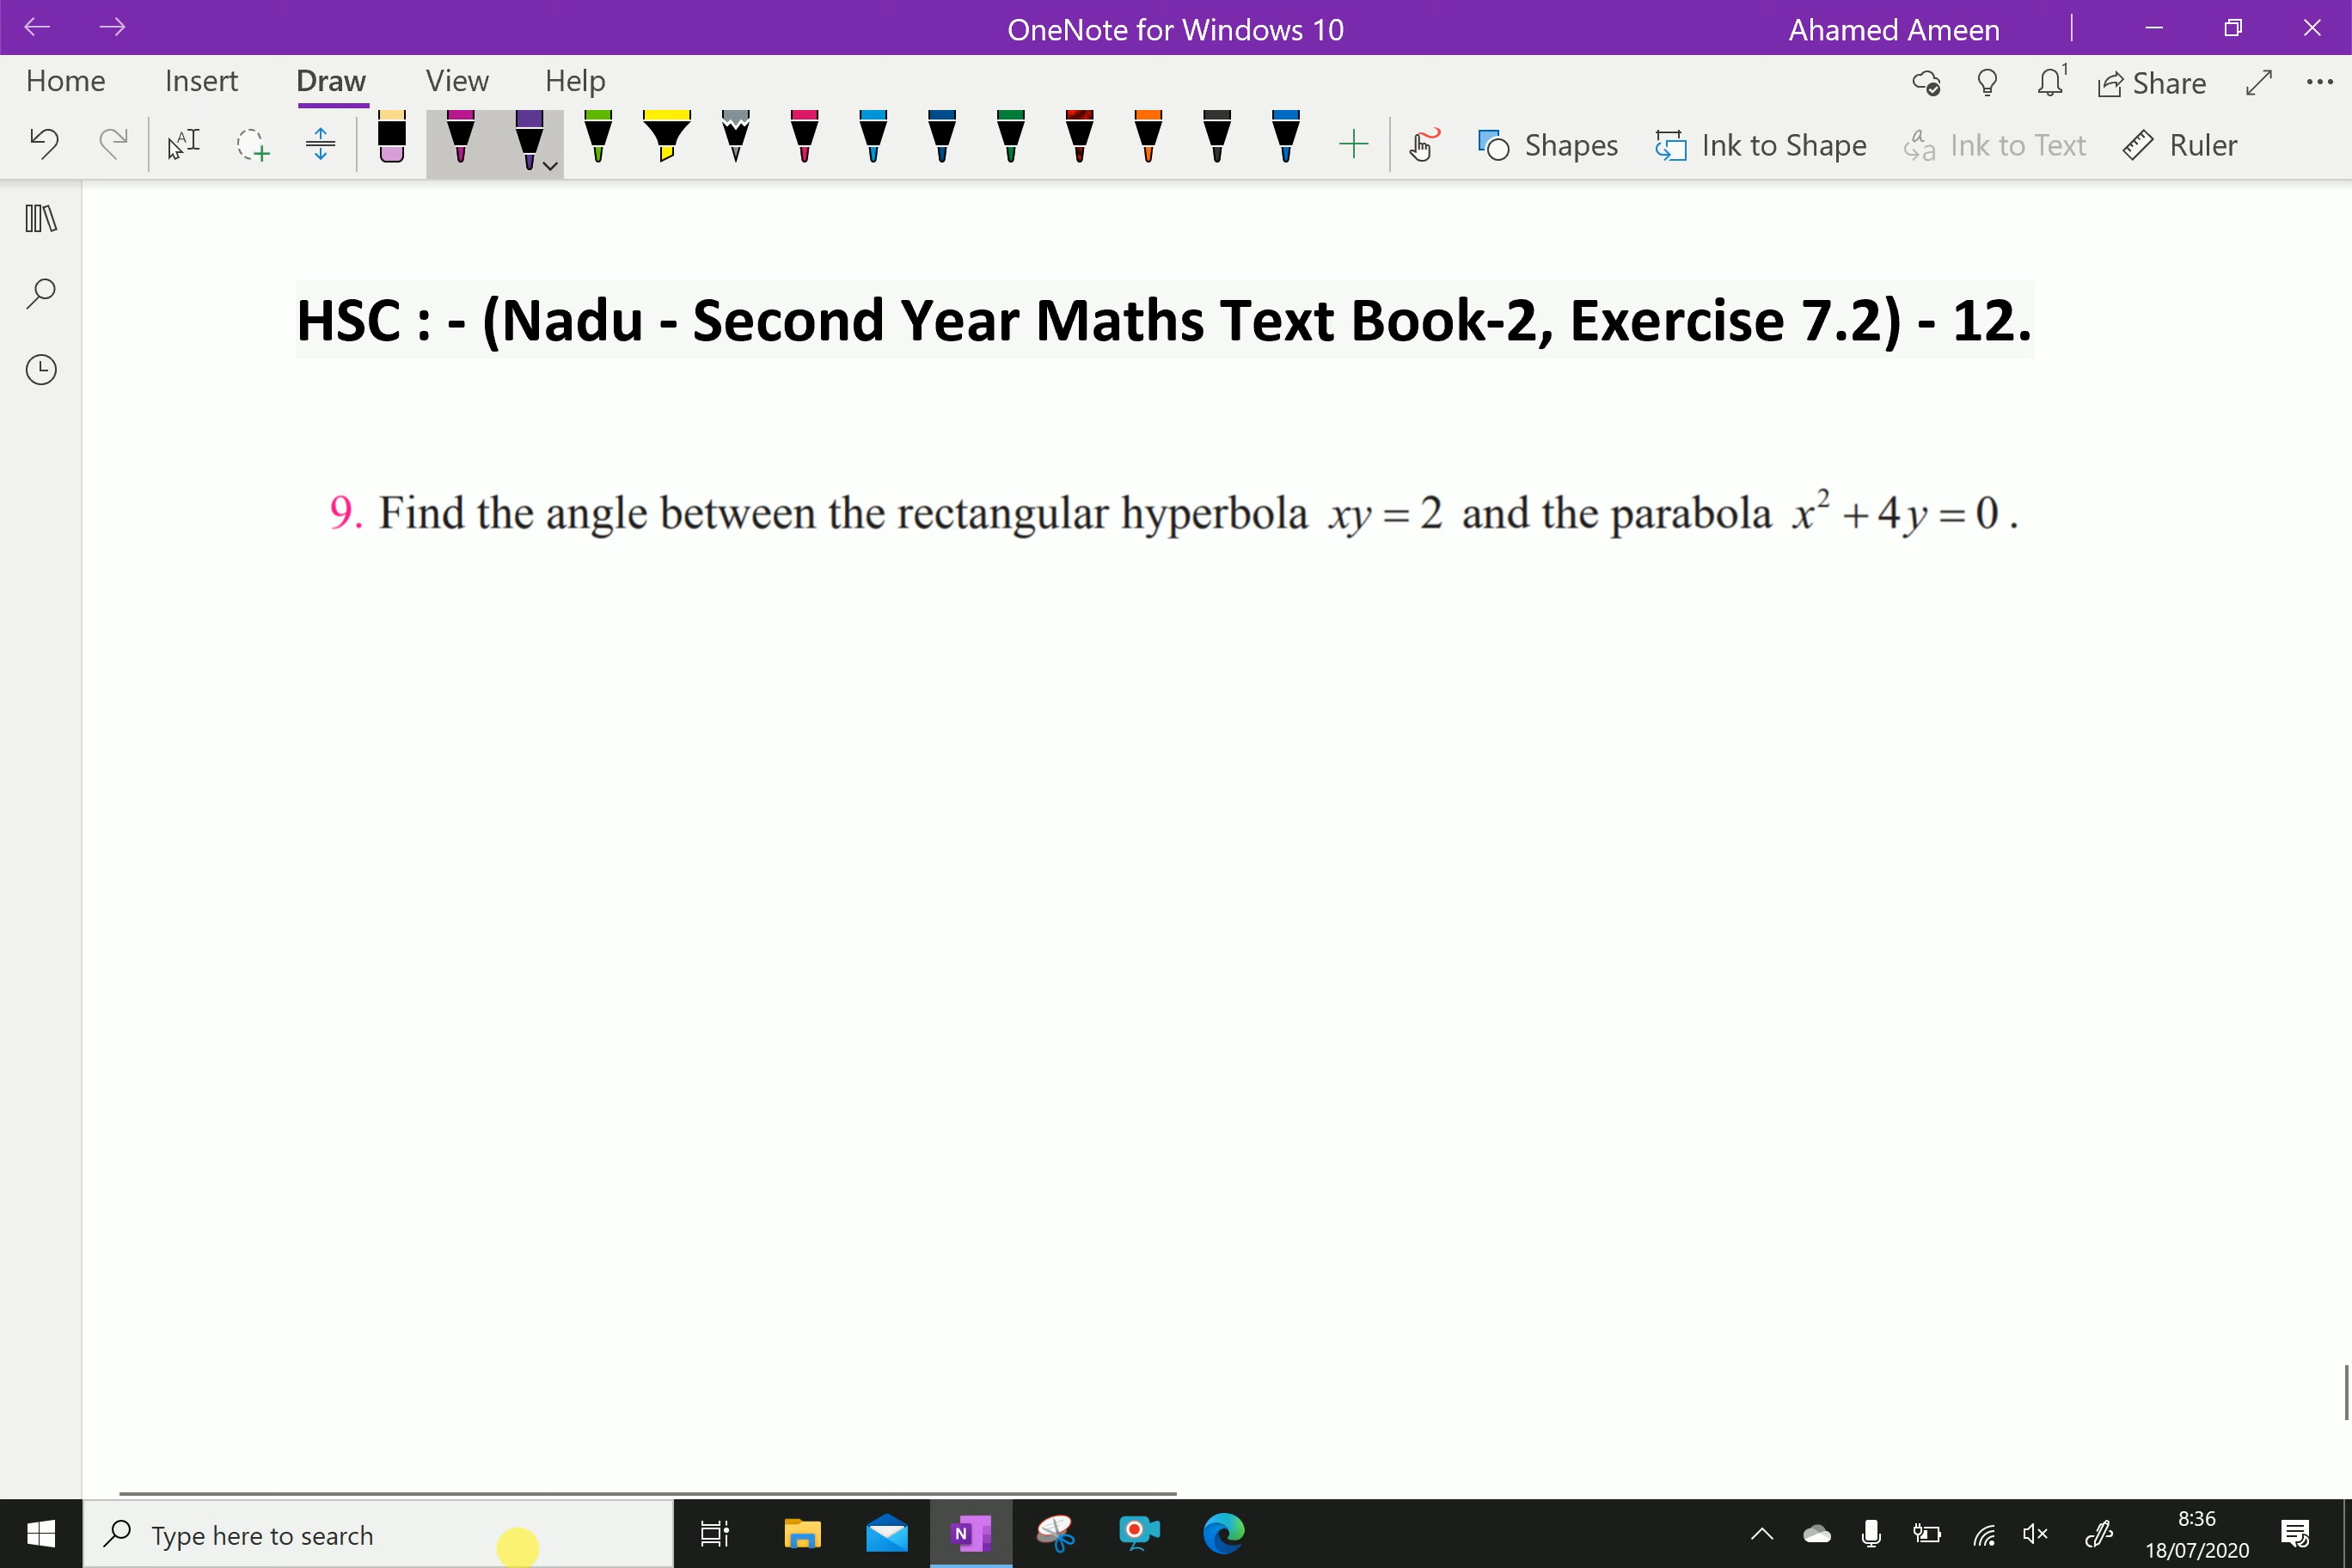 OneNote for Windows 10
Ahamed Ameen
Home Insert Draw View Help
1
Share
Shapes Ink to Shape Ink to Text Ruler
HSC : - (Nadu - Second Year Maths Text Book-2, Exercise 7.2) - 12.
9. Find the angle between the rectangular hyperbola xy = 2 and the parabola x² + 4y = 0 .
Type here to search
8:36
18/07/2020